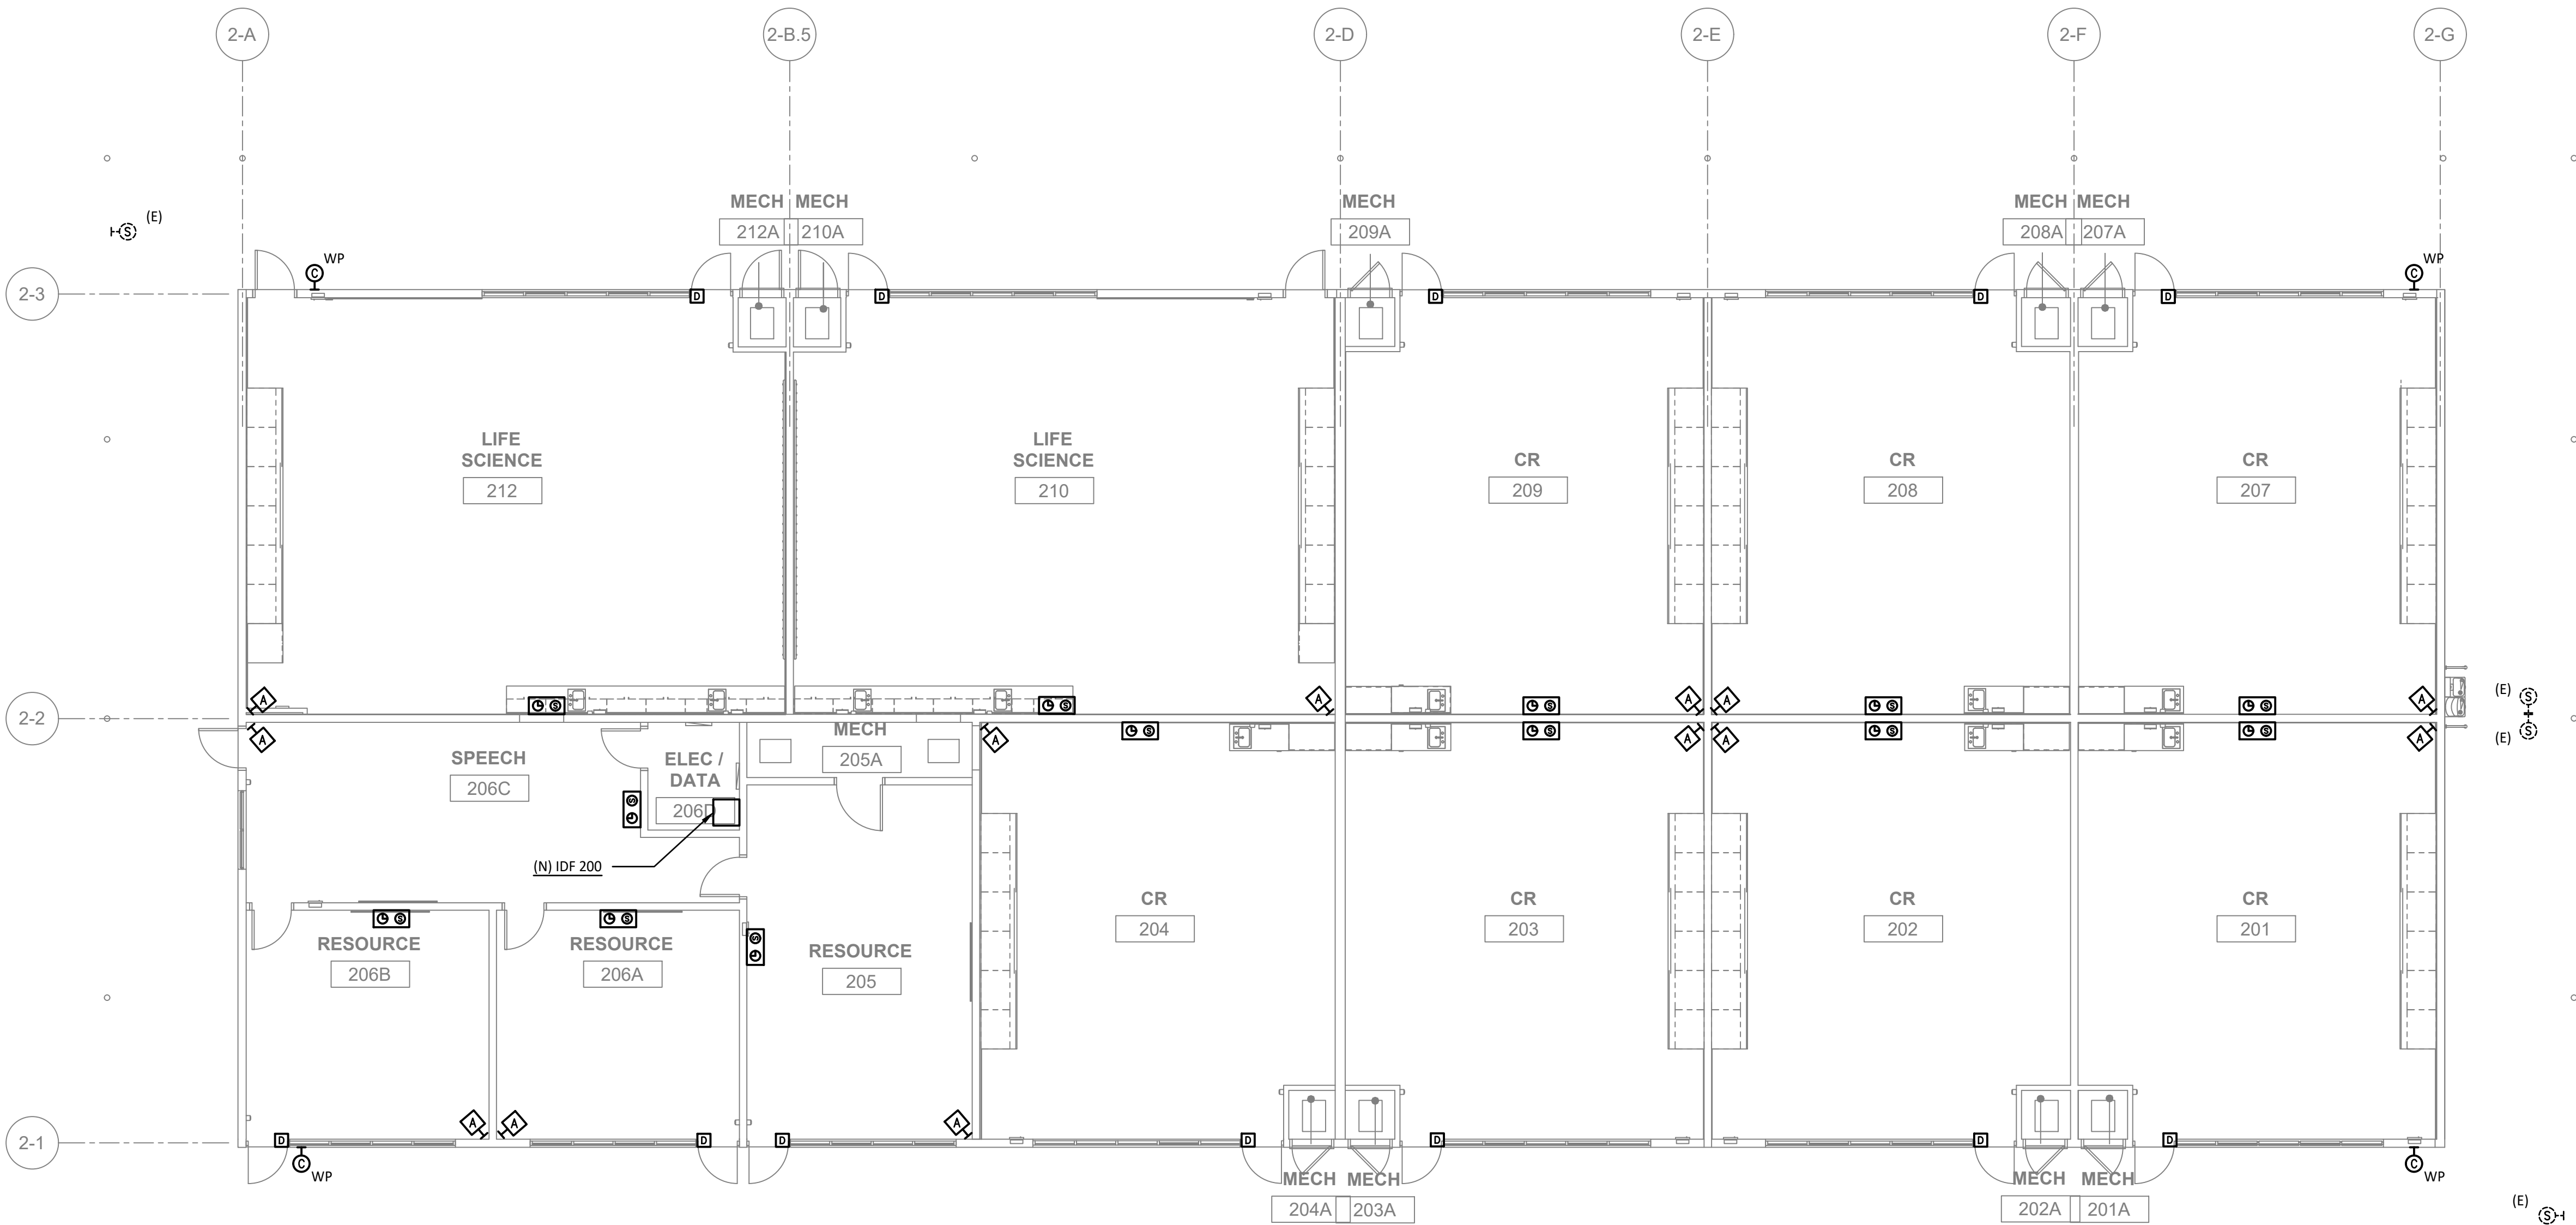 2-A 2-B.5 2-D 2-E 2-F 2-G
MECH MECH MECH MECH MECH
212A 210A 209A 208A 207A
(E)
S
WP WP
C C
2-3
D D D D D
LIFE
SCIENCE
212
LIFE
SCIENCE
210
CR
209
CR
208
CR
207
A S S A S A A S S A
(E) S
2-2
A A S S A A S S A
(E) S
SPEECH
206C
ELEC /
DATA
206D
MECH
205A
S
(N) IDF 200
S S
RESOURCE
206B
RESOURCE
206A
S
RESOURCE
205
CR
204
CR
203
CR
202
CR
201
A A A
2-1
D D D D D D D
C C
WP WP
MECH MECH MECH MECH
204A 203A 202A 201A
(E)
S